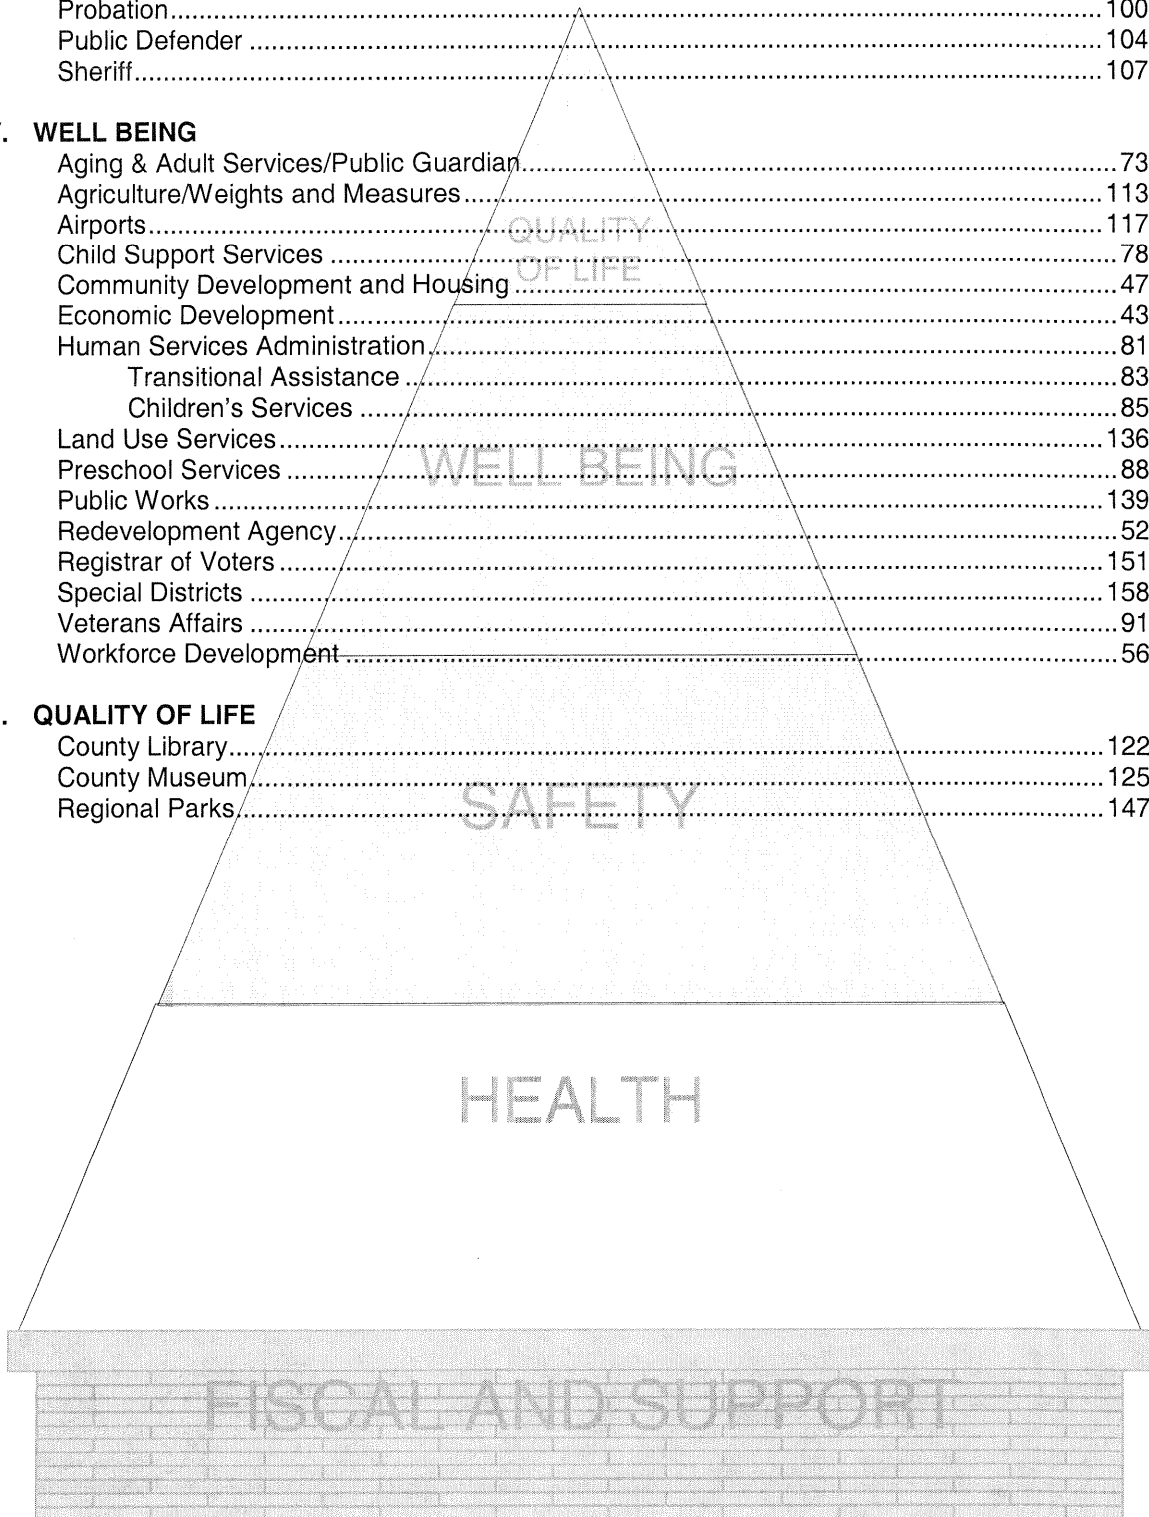 Probation 100
Public Defender 104
Sheriff 107
. WELL BEING
Aging & Adult Services/Public Guardian 73
Agriculture/Weights and Measures 113
Airports 117
Child Support Services 78
Community Development and Housing 47
Economic Development 43
Human Services Administration 81
Transitional Assistance 83
Children's Services 85
Land Use Services 136
Preschool Services 88
Public Works 139
Redevelopment Agency 52
Registrar of Voters 151
Special Districts 158
Veterans Affairs 91
Workforce Development 56
. QUALITY OF LIFE
County Library 122
County Museum 125
Regional Parks 147
QUALITY
OF LIFE
WELL BEING
SAFETY
HEALTH
FISCAL AND SUPPORT